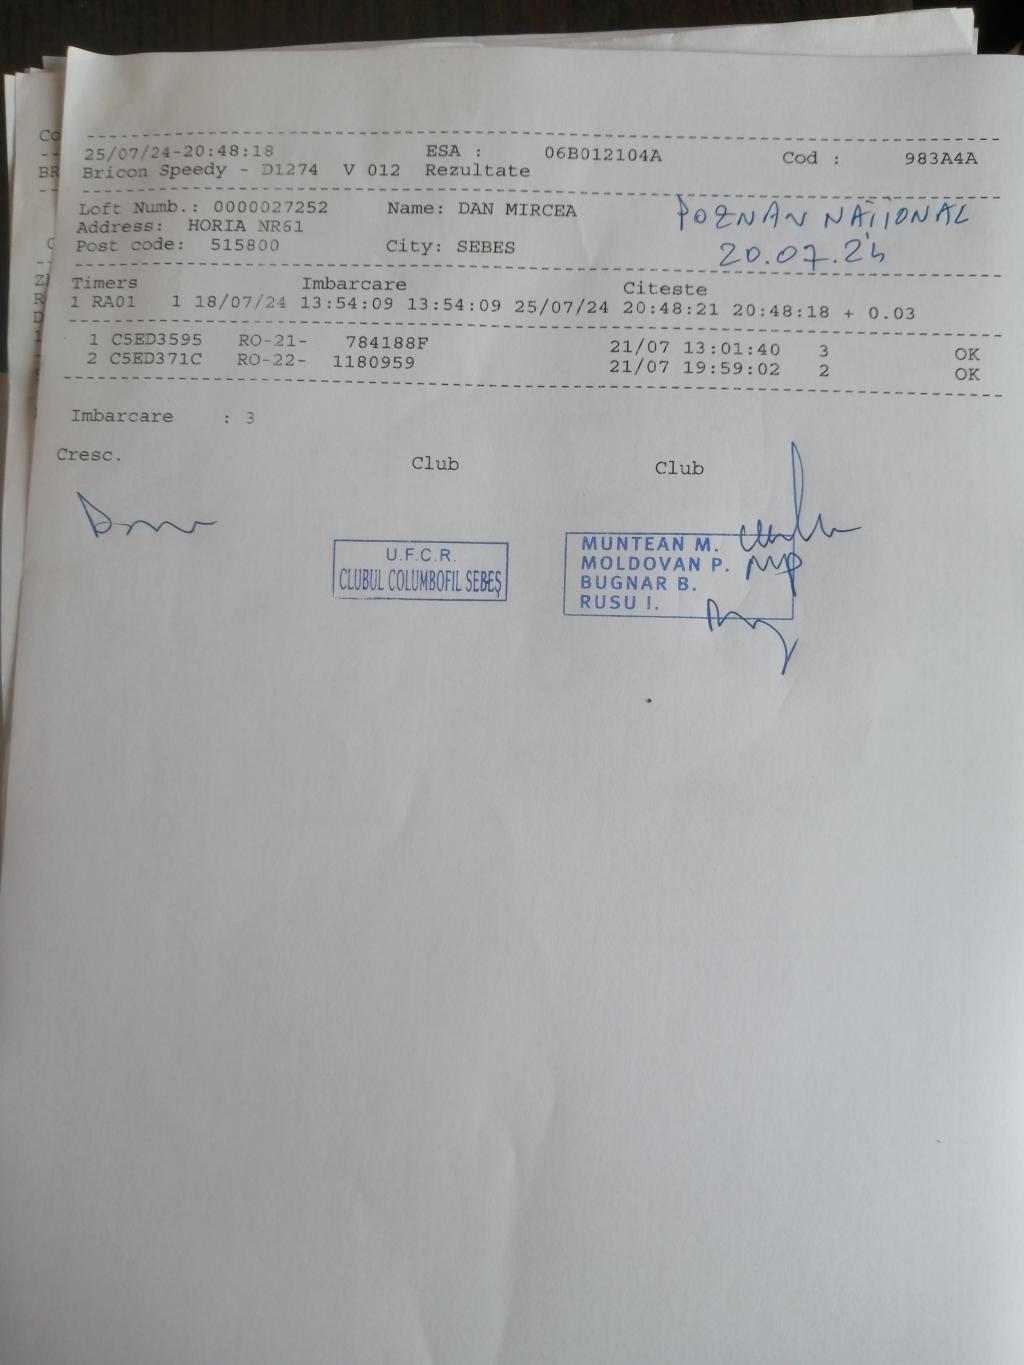 25/07/24-20:48:18 ESA : 06B012104A Cod : 983A4A
Bricon Speedy - D1274 V 012 Rezultate
Loft Numb.: 0000027252 Name: DAN MIRCEA
Address: HORIA NR61
Post code: 515800 City: SEBES
POZNAN NAȚIONAL
20.07.24
Timers Imbarcare Citeste
1 RA01 1 18/07/24 13:54:09 13:54:09 25/07/24 20:48:21 20:48:18 + 0.03
1 C5ED3595 RO-21- 784188F 21/07 13:01:40 3 OK
2 C5ED371C RO-22- 1180959 21/07 19:59:02 2 OK
Imbarcare : 3
Cresc. Club Club
U.F.C.R.
CLUBUL COLUMBOFIL SEBEȘ
MUNTEAN M.
MOLDOVAN P.
BUGNAR B.
RUSU I.